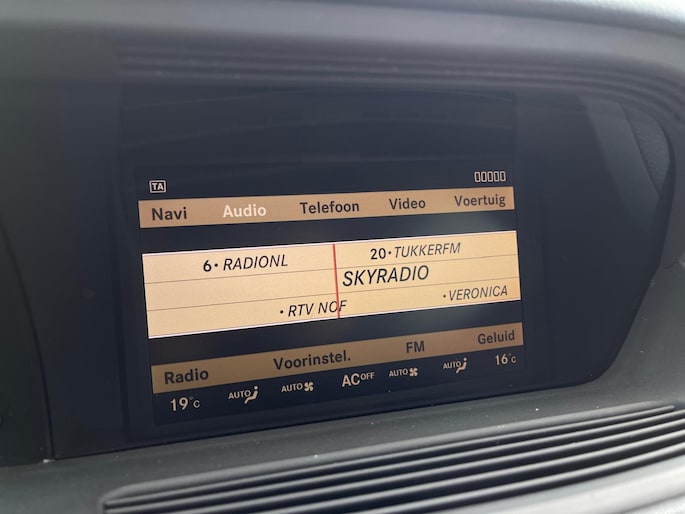 TA
Navi Audio Telefoon Video Voertuig
6• RADIONL 20• TUKKERFM
SKYRADIO
• RTV NOF • VERONICA
Radio Voorinstel. FM Geluid
19°C AUTO AUTO AC OFF AUTO AUTO 16°C